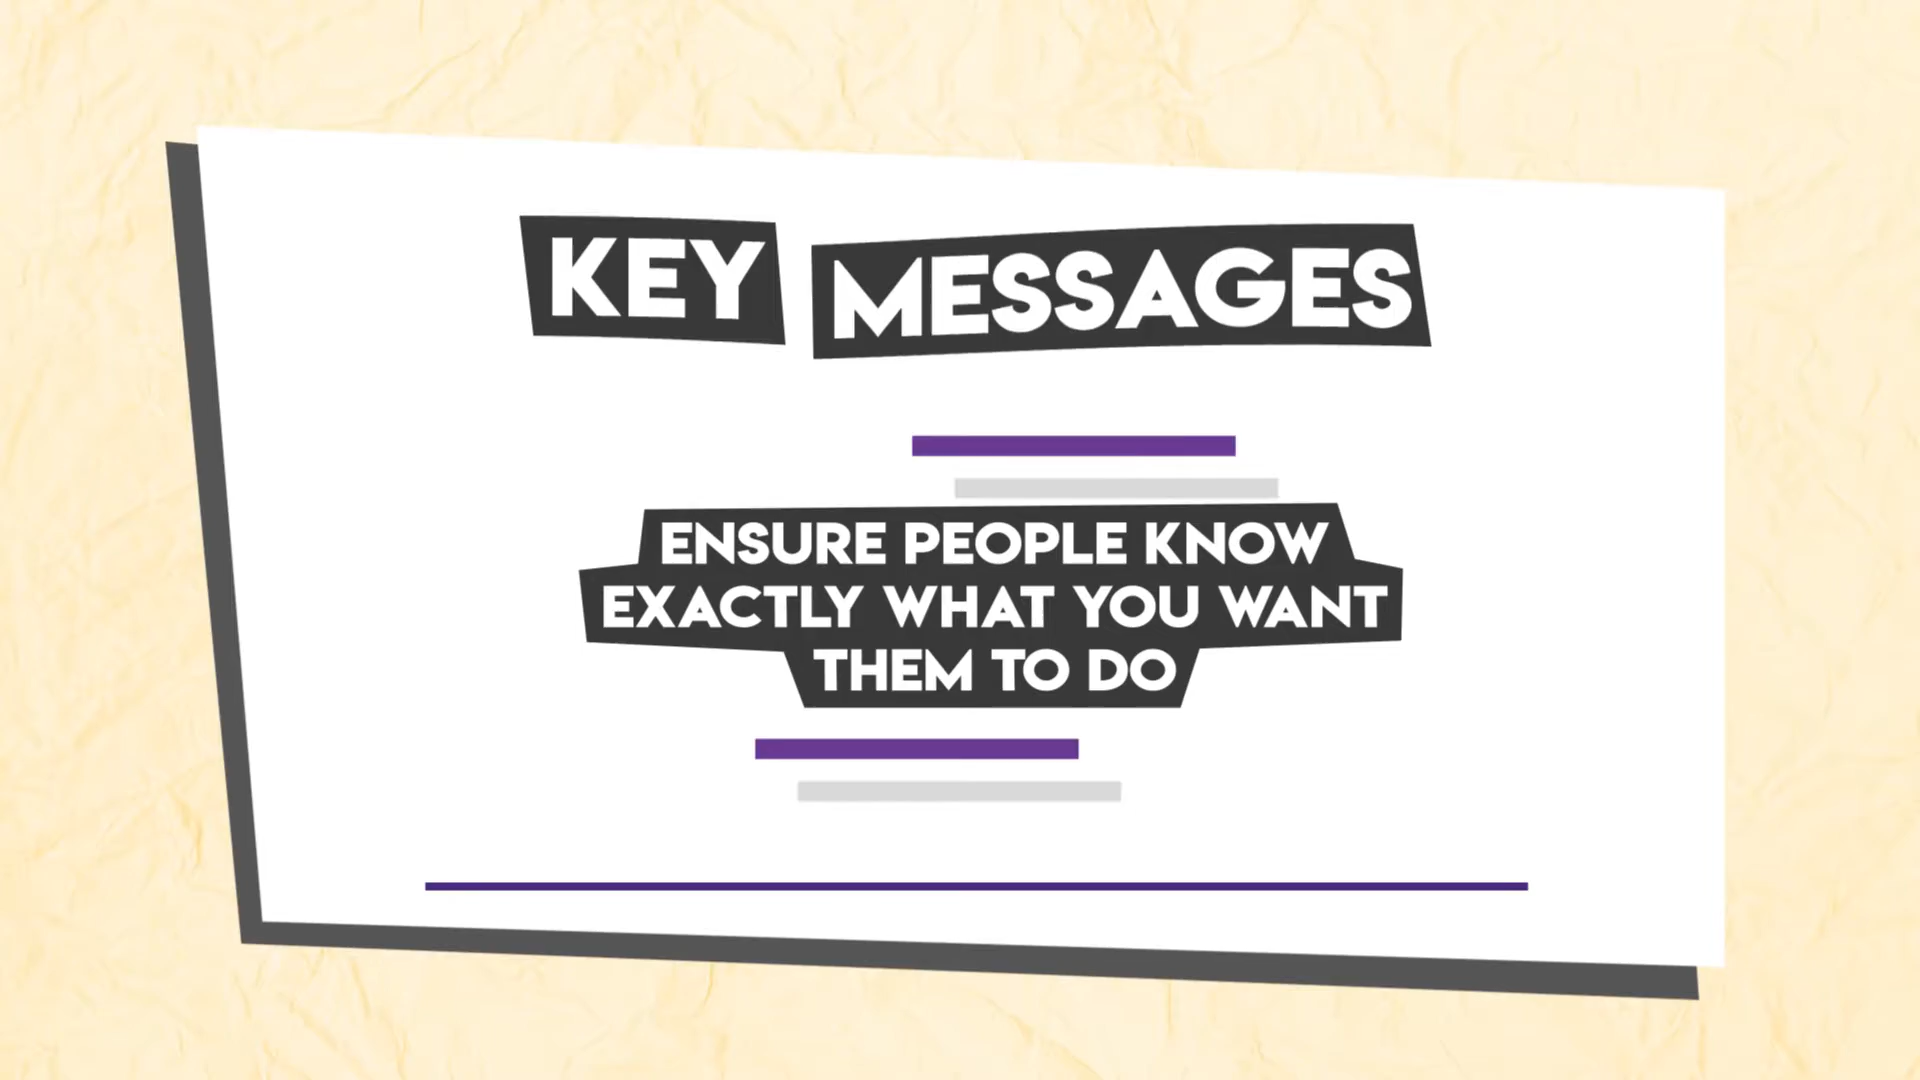 KEY MESSAGES
ENSURE PEOPLE KNOW
EXACTLY WHAT YOU WANT
THEM TO DO